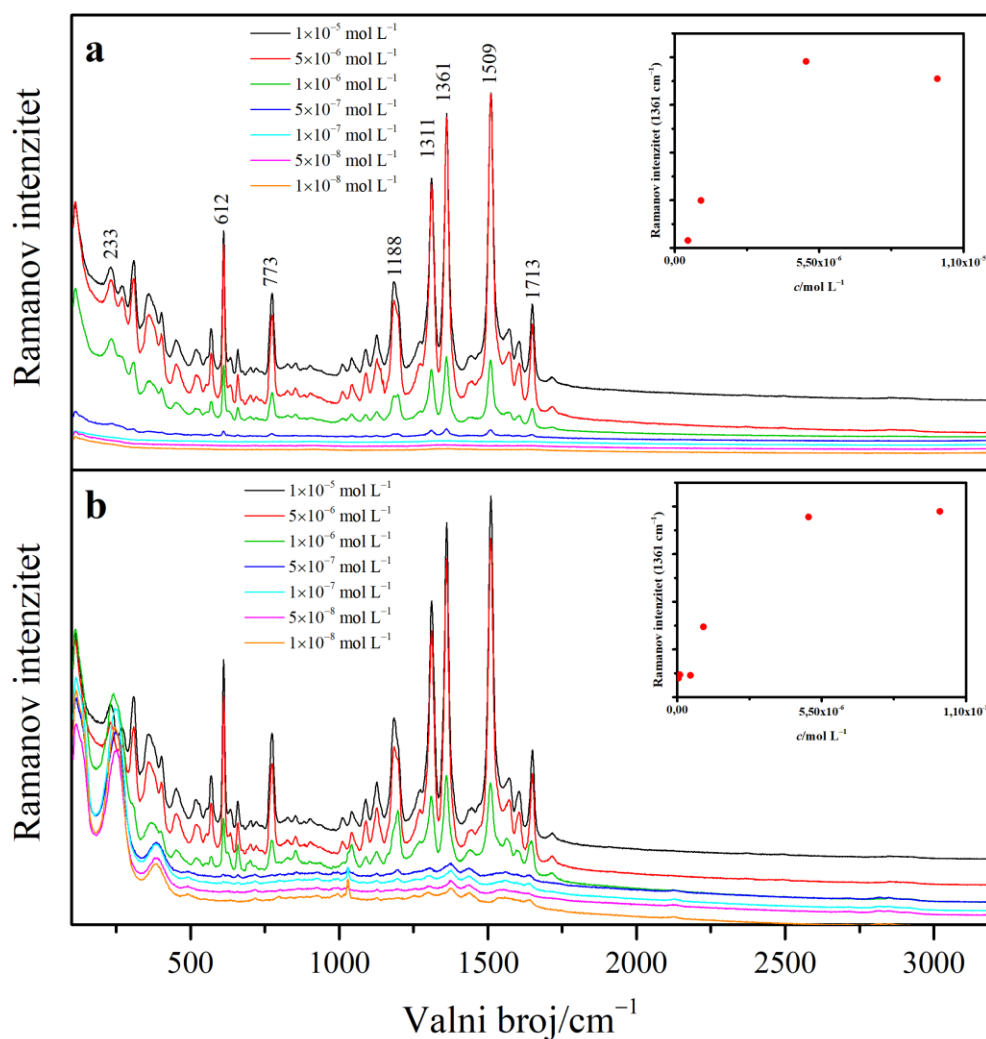 a
1×10⁻⁵ mol L⁻¹
5×10⁻⁶ mol L⁻¹
1×10⁻⁶ mol L⁻¹
5×10⁻⁷ mol L⁻¹
1×10⁻⁷ mol L⁻¹
5×10⁻⁸ mol L⁻¹
1×10⁻⁸ mol L⁻¹
233
612
773
1188
1311
1361
1509
1713
Ramanov intenzitet
Ramanov intenzitet (1361 cm⁻¹)
0,00
5,50x10⁻⁶
1,10x10⁻⁵
c/mol L⁻¹
b
1×10⁻⁵ mol L⁻¹
5×10⁻⁶ mol L⁻¹
1×10⁻⁶ mol L⁻¹
5×10⁻⁷ mol L⁻¹
1×10⁻⁷ mol L⁻¹
5×10⁻⁸ mol L⁻¹
1×10⁻⁸ mol L⁻¹
Ramanov intenzitet
Ramanov intenzitet (1361 cm⁻¹)
0,00
5,50x10⁻⁶
1,10x10⁻⁵
c/mol L⁻¹
500
1000
1500
2000
2500
3000
Valni broj/cm⁻¹